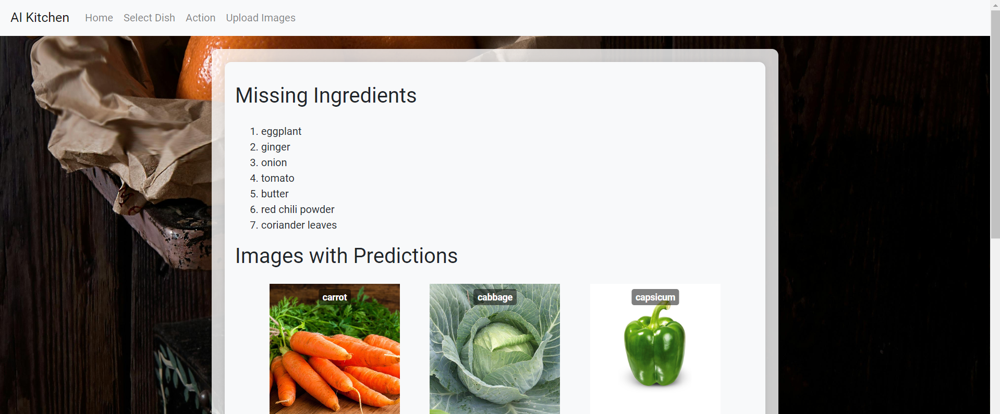 AI Kitchen Home Select Dish Action Upload Images
Missing Ingredients
1. eggplant
2. ginger
3. onion
4. tomato
5. butter
6. red chili powder
7. coriander leaves
Images with Predictions
carrot cabbage capsicum